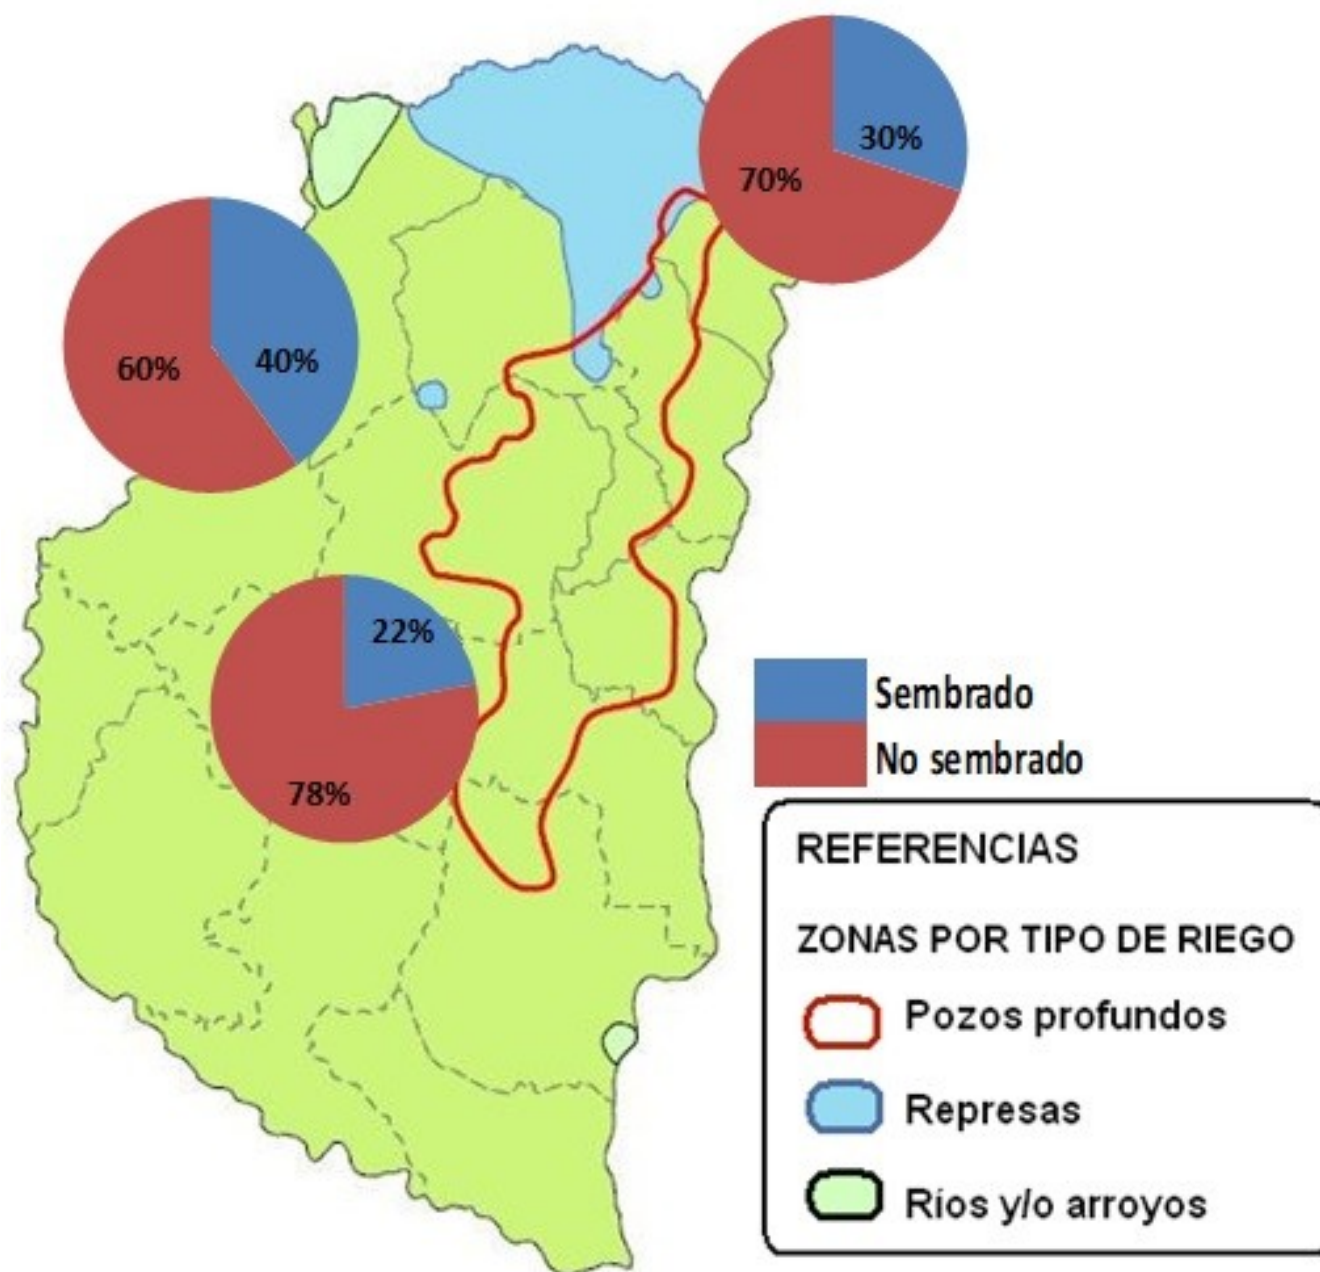 30%
70%
60%
40%
22%
78%
Sembrado
No sembrado
REFERENCIAS
ZONAS POR TIPO DE RIEGO
Pozos profundos
Represas
Ríos y/o arroyos